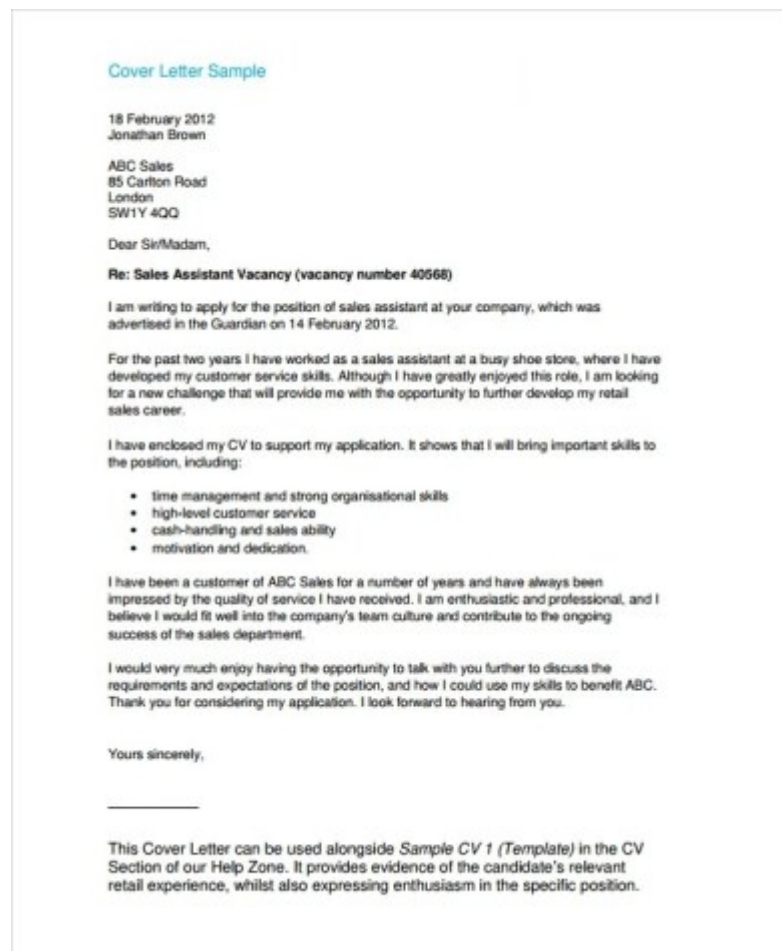 Cover Letter Sample
18 February 2012
Jonathan Brown
ABC Sales
85 Carlton Road
London
SW1Y 4QQ
Dear Sir/Madam,
Re: Sales Assistant Vacancy (vacancy number 40568)
I am writing to apply for the position of sales assistant at your company, which was
advertised in the Guardian on 14 February 2012.
For the past two years I have worked as a sales assistant at a busy shoe store, where I have
developed my customer service skills. Although I have greatly enjoyed this role, I am looking
for a new challenge that will provide me with the opportunity to further develop my retail
sales career.
I have enclosed my CV to support my application. It shows that I will bring important skills to
the position, including:
• time management and strong organisational skills
• high-level customer service
• cash-handling and sales ability
• motivation and dedication.
I have been a customer of ABC Sales for a number of years and have always been
impressed by the quality of service I have received. I am enthusiastic and professional, and I
believe I would fit well into the company's team culture and contribute to the ongoing
success of the sales department.
I would very much enjoy having the opportunity to talk with you further to discuss the
requirements and expectations of the position, and how I could use my skills to benefit ABC.
Thank you for considering my application. I look forward to hearing from you.
Yours sincerely,
This Cover Letter can be used alongside Sample CV 1 (Template) in the CV
Section of our Help Zone. It provides evidence of the candidate's relevant
retail experience, whilst also expressing enthusiasm in the specific position.